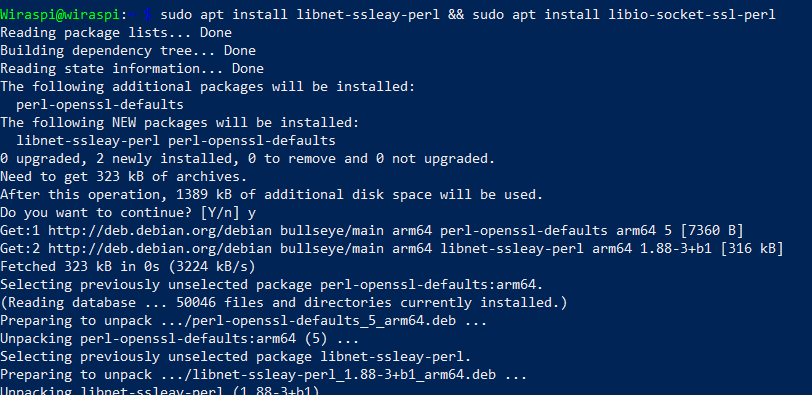 Wiraspi@wiraspi:~ $ sudo apt install libnet-ssleay-perl && sudo apt install libio-socket-ssl-perl
Reading package lists... Done
Building dependency tree... Done
Reading state information... Done
The following additional packages will be installed:
  perl-openssl-defaults
The following NEW packages will be installed:
  libnet-ssleay-perl perl-openssl-defaults
0 upgraded, 2 newly installed, 0 to remove and 0 not upgraded.
Need to get 323 kB of archives.
After this operation, 1389 kB of additional disk space will be used.
Do you want to continue? [Y/n] y
Get:1 http://deb.debian.org/debian bullseye/main arm64 perl-openssl-defaults arm64 5 [7360 B]
Get:2 http://deb.debian.org/debian bullseye/main arm64 libnet-ssleay-perl arm64 1.88-3+b1 [316 kB]
Fetched 323 kB in 0s (3224 kB/s)
Selecting previously unselected package perl-openssl-defaults:arm64.
(Reading database ... 50046 files and directories currently installed.)
Preparing to unpack .../perl-openssl-defaults_5_arm64.deb ...
Unpacking perl-openssl-defaults:arm64 (5) ...
Selecting previously unselected package libnet-ssleay-perl.
Preparing to unpack .../libnet-ssleay-perl_1.88-3+b1_arm64.deb ...
Unpacking libnet-ssleay-perl (1.88-3+b1)